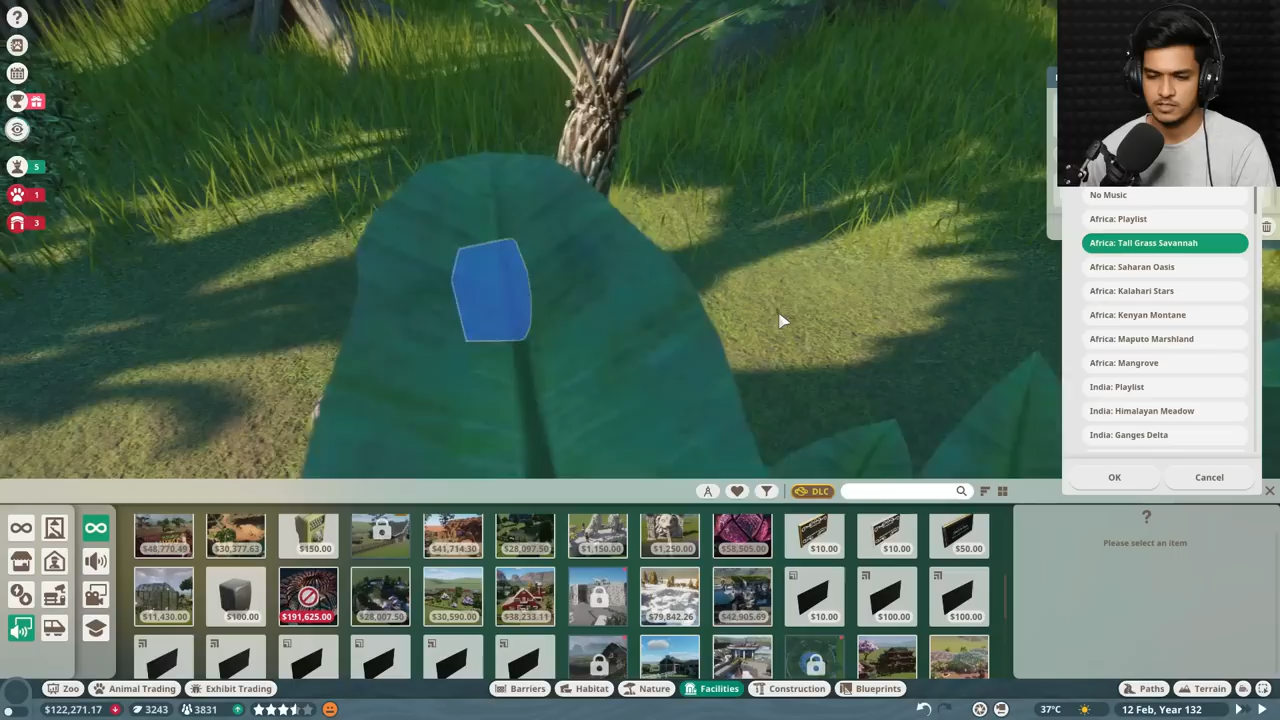 ?
5
1
3
No Music
Africa: Playlist
Africa: Tall Grass Savannah
Africa: Saharan Oasis
Africa: Kalahari Stars
Africa: Kenyan Montane
Africa: Maputo Marshland
Africa: Mangrove
India: Playlist
India: Himalayan Meadow
India: Ganges Delta
OK Cancel
DLC
$48,770.49 $30,377.63 $150.00 $41,714.30 $28,097.50 $1,150.00 $1,250.00 $58,505.00 $10.00 $10.00 $50.00
?
Please select an item
$11,430.00 $100.00 $191,625.00 $28,007.50 $30,590.00 $38,233.11 $79,842.26 $42,905.69 $10.00 $100.00 $100.00
Zoo Animal Trading Exhibit Trading Barriers Habitat Nature Facilities Construction Blueprints Paths Terrain
$122,271.17 3243 3831 37°C 12 Feb, Year 132